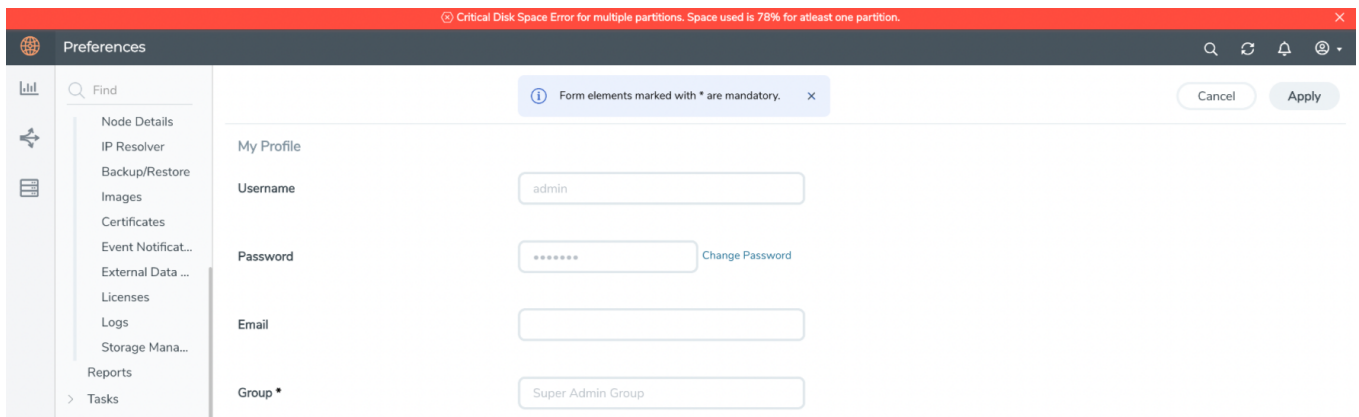 Critical Disk Space Error for multiple partitions. Space used is 78% for atleast one partition.
Preferences
Find
Form elements marked with * are mandatory.
Cancel
Apply
Node Details
IP Resolver
Backup/Restore
Images
Certificates
Event Notificat...
External Data ...
Licenses
Logs
Storage Mana...
Reports
Tasks
My Profile
Username
admin
Password
Change Password
Email
Group *
Super Admin Group